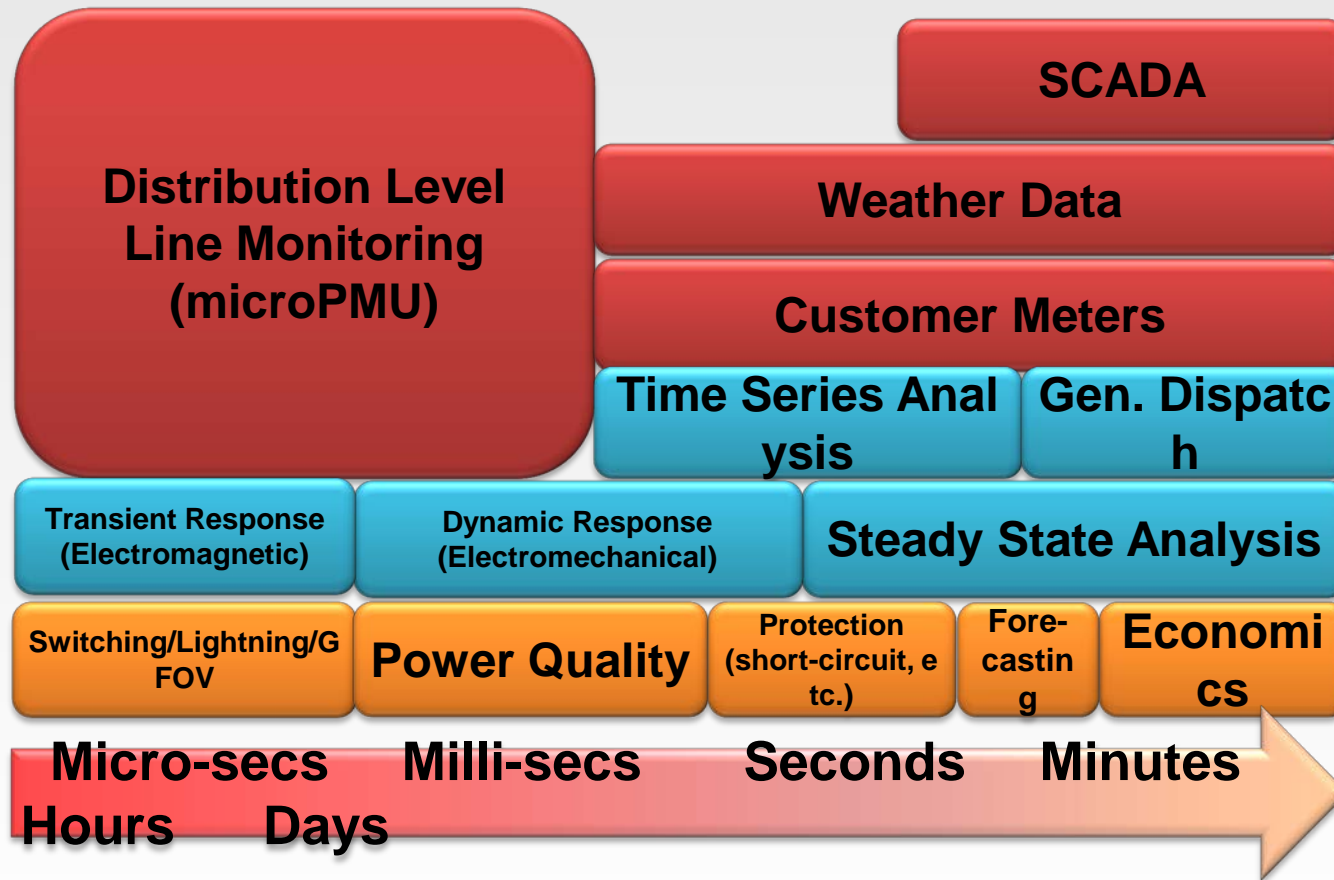 SCADA
Distribution Level
Line Monitoring
(microPMU)
Weather Data
Customer Meters
Time Series Anal
ysis
Gen. Dispatc
h
Transient Response
(Electromagnetic)
Dynamic Response
(Electromechanical)
Steady State Analysis
Switching/Lightning/G
FOV
Power Quality
Protection
(short-circuit, e
tc.)
Fore-
castin
g
Economi
cs
Micro-secs Milli-secs Seconds Minutes
Hours Days